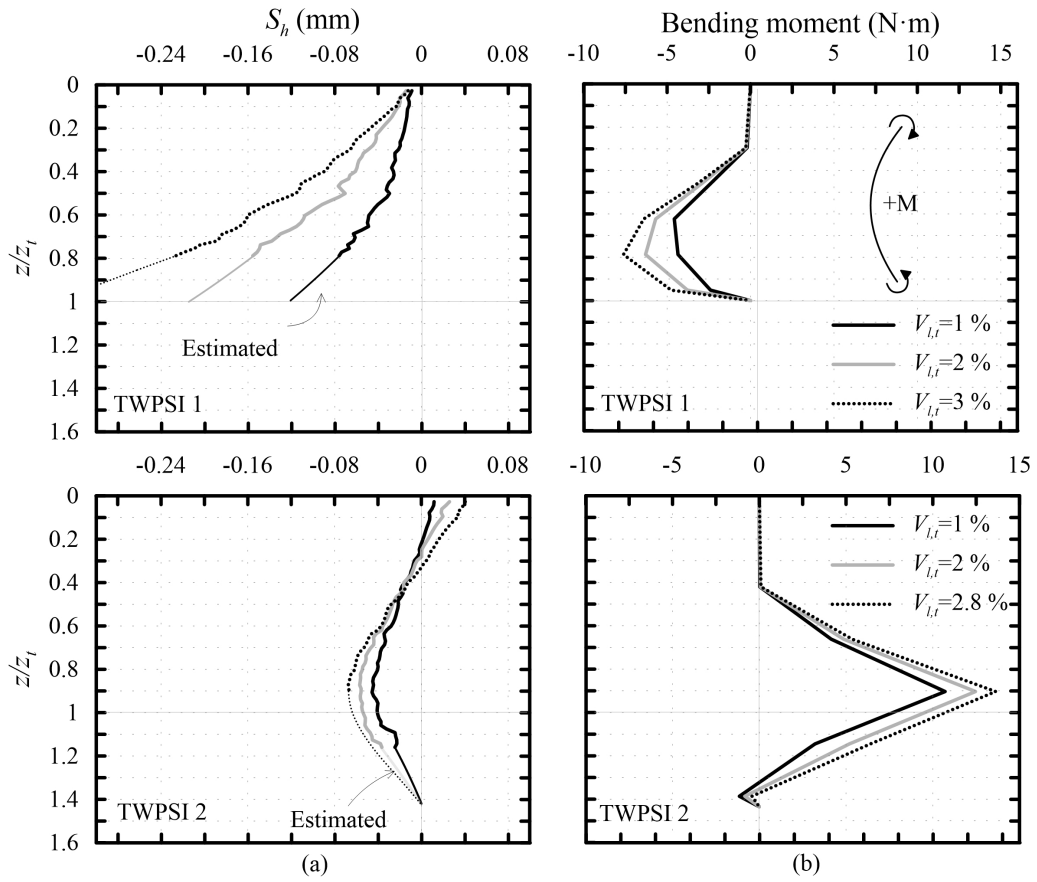 S_h (mm)
-0.24 -0.16 -0.08 0 0.08
0
0.2
0.4
0.6
0.8
1
1.2
1.4
1.6
z/z_t
Estimated
TWPSI 1
Bending moment (N·m)
-10 -5 0 5 10 15
+M
V_l,t=1 %
V_l,t=2 %
V_l,t=3 %
TWPSI 1
-0.24 -0.16 -0.08 0 0.08
0
0.2
0.4
0.6
0.8
1
1.2
1.4
1.6
z/z_t
Estimated
TWPSI 2
(a)
-10 -5 0 5 10 15
V_l,t=1 %
V_l,t=2 %
V_l,t=2.8 %
TWPSI 2
(b)